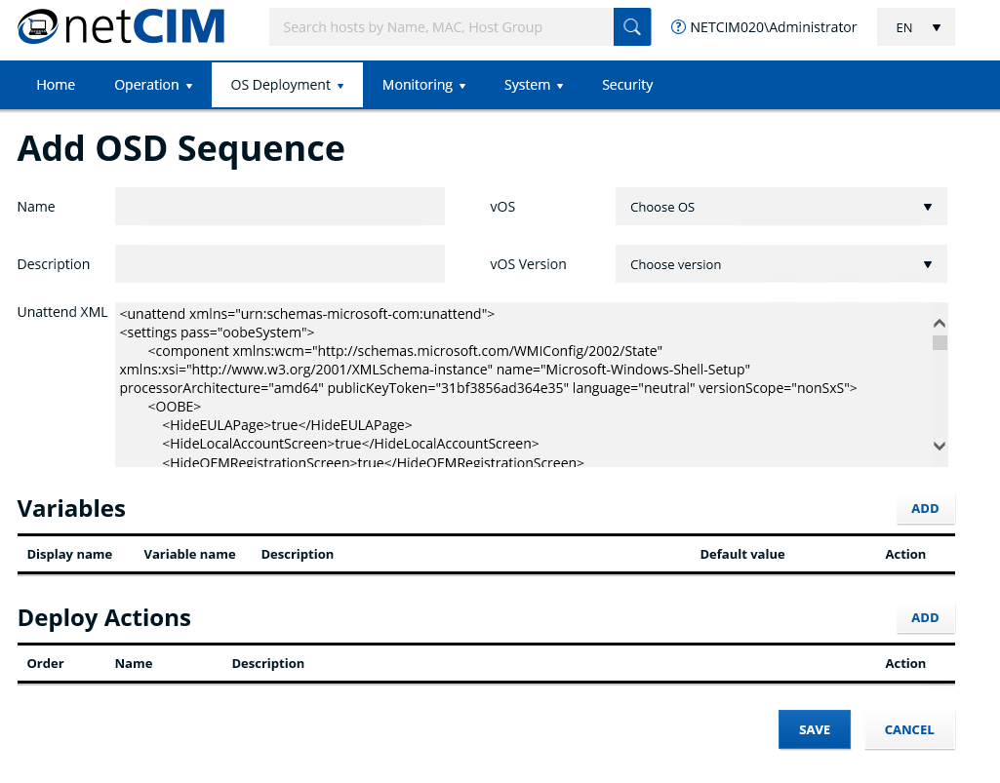 netCIM
Search hosts by Name, MAC, Host Group
NETCIM020\Administrator
EN
Home Operation OS Deployment Monitoring System Security
Add OSD Sequence
Name
vOS Choose OS
Description
vOS Version Choose version
Unattend XML
<unattend xmlns="urn:schemas-microsoft-com:unattend">
<settings pass="oobeSystem">
<component xmlns:wcm="http://schemas.microsoft.com/WMIConfig/2002/State"
xmlns:xsi="http://www.w3.org/2001/XMLSchema-instance" name="Microsoft-Windows-Shell-Setup"
processorArchitecture="amd64" publicKeyToken="31bf3856ad364e35" language="neutral" versionScope="nonSxS">
<OOBE>
<HideEULAPage>true</HideEULAPage>
<HideLocalAccountScreen>true</HideLocalAccountScreen>
<HideOEMRegistrationScreen>true</HideOEMRegistrationScreen>
Variables ADD
Display name Variable name Description Default value Action
Deploy Actions ADD
Order Name Description Action
SAVE CANCEL